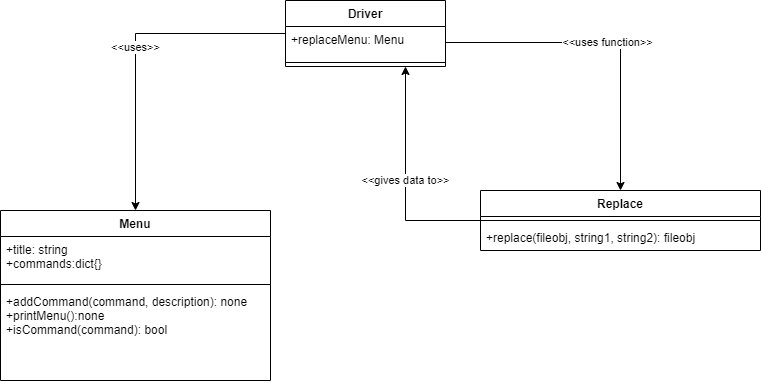 Driver
+replaceMenu: Menu
<<uses>>
<<uses function>>
<<gives data to>>
Menu
+title: string
+commands:dict{}
+addCommand(command, description): none
+printMenu():none
+isCommand(command): bool
Replace
+replace(fileobj, string1, string2): fileobj